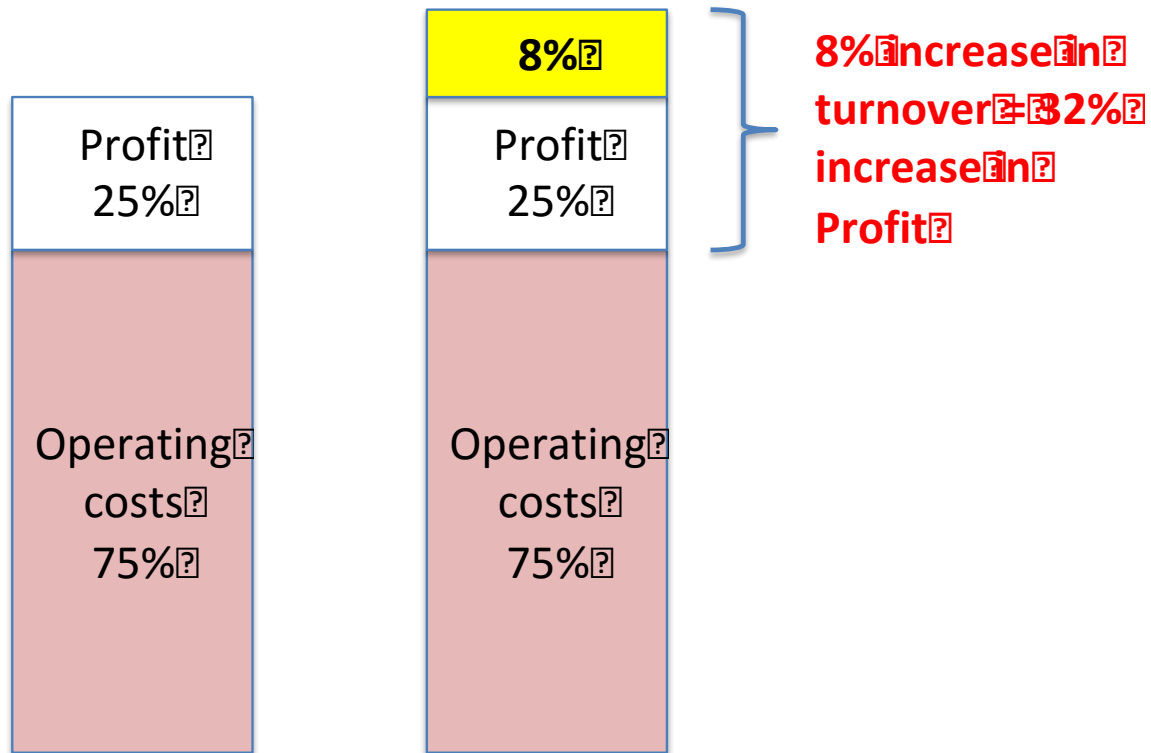 Profit
25%
Operating
costs
75%
8%
Profit
25%
Operating
costs
75%
8% increase in
turnover = 32%
increase in
Profit